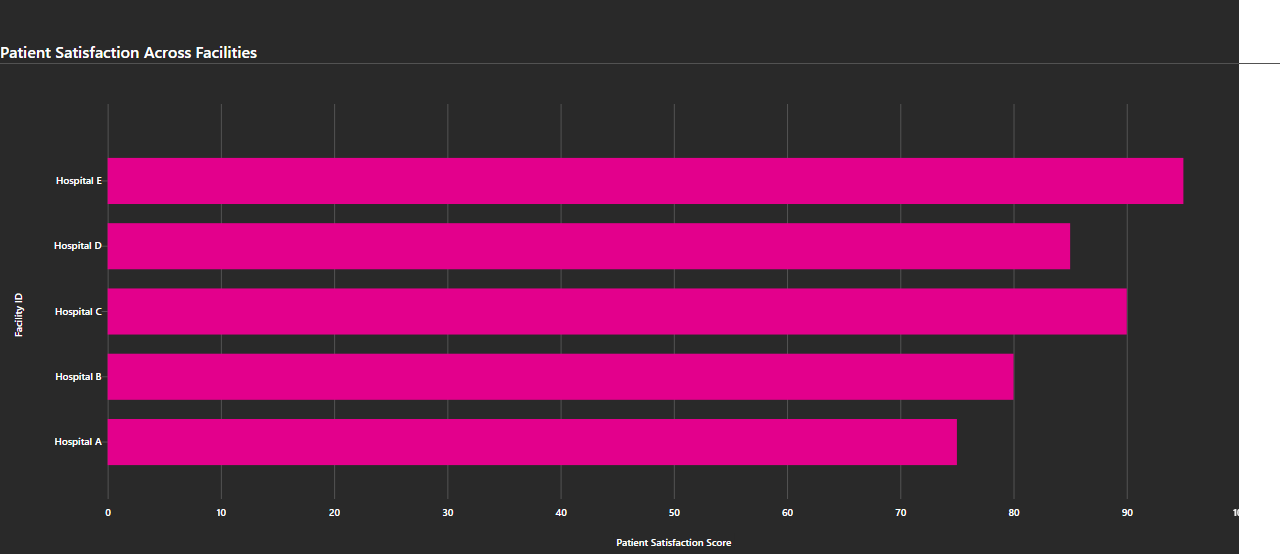 Patient Satisfaction Across Facilities
Hospital E
Hospital D
Hospital C
Hospital B
Hospital A
Facility ID
0 10 20 30 40 50 60 70 80 90
Patient Satisfaction Score